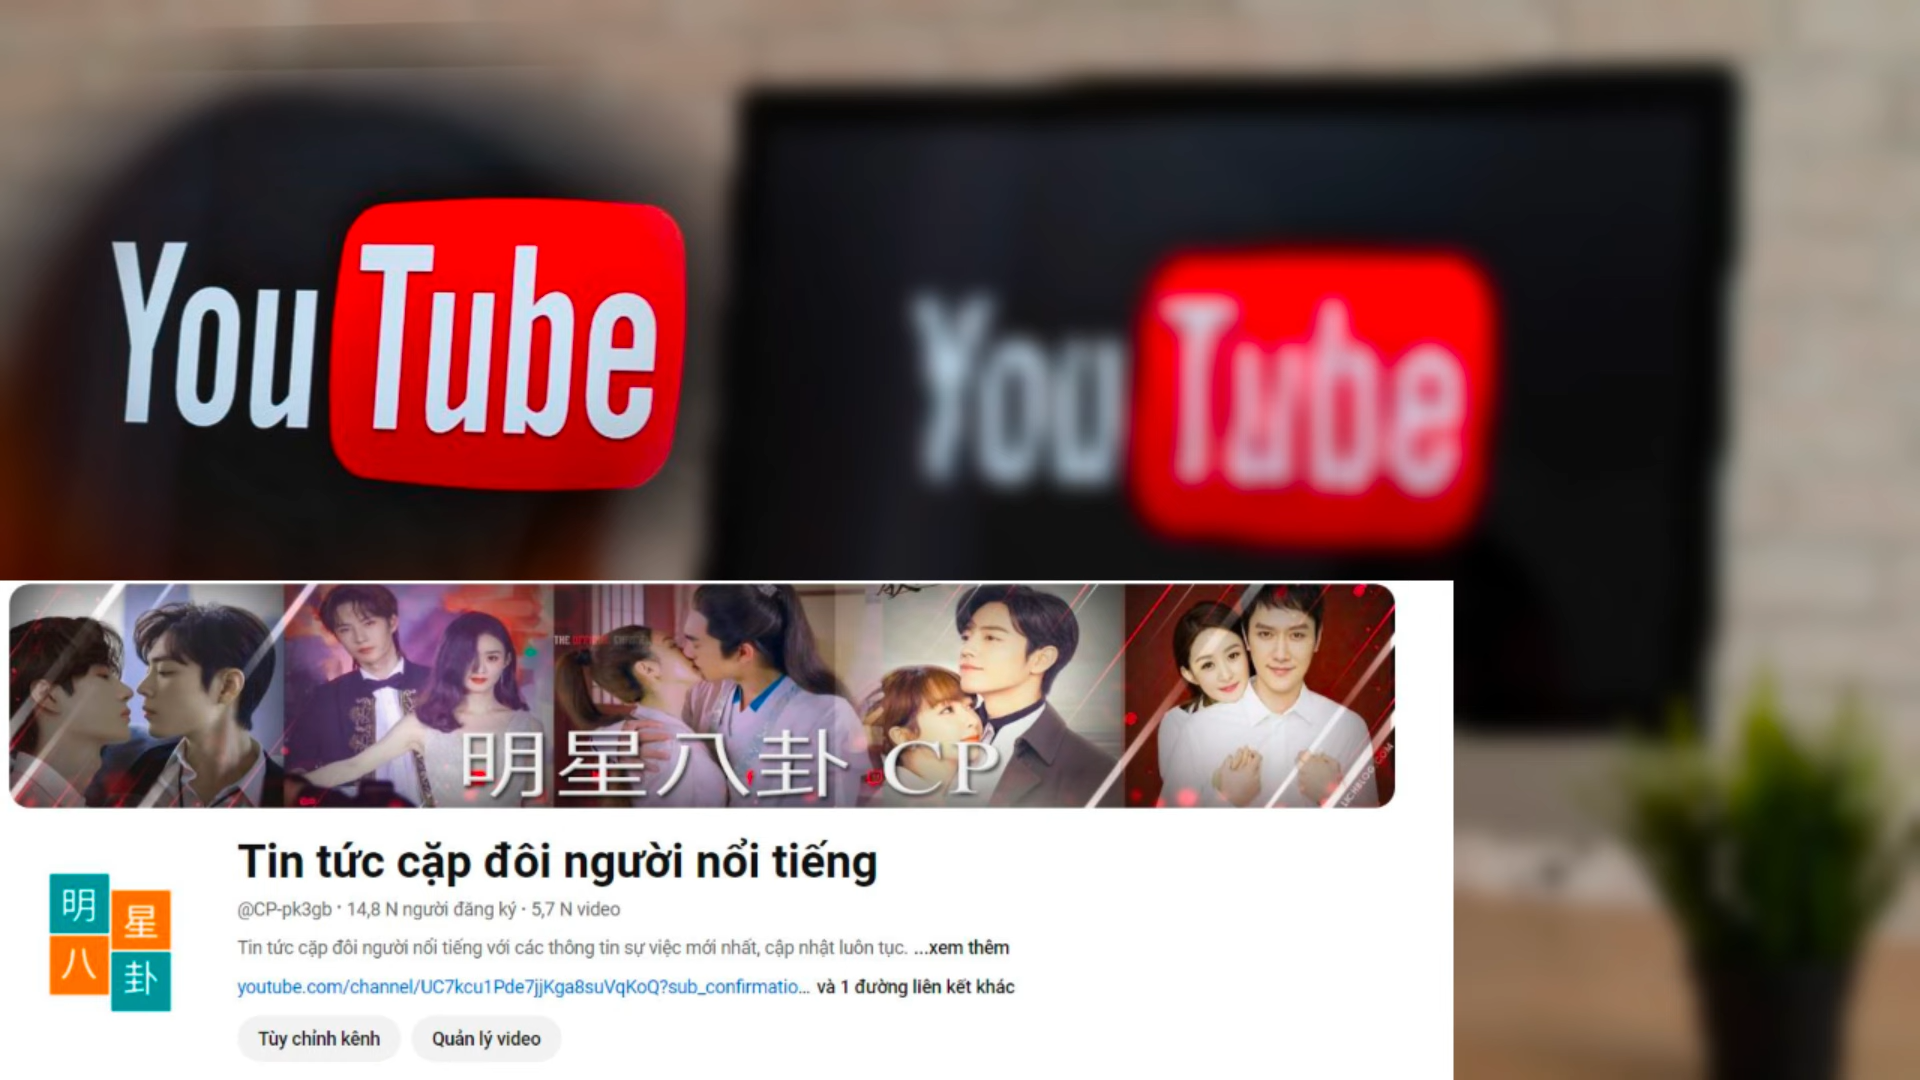 YouTube
YouTube
明星八卦 CP
LICHBLOG.COM
Tin tức cặp đôi người nổi tiếng
明
星
八
卦
@CP-pk3gb · 14,8 N người đăng ký · 5,7 N video
Tin tức cặp đôi người nổi tiếng với các thông tin sự việc mới nhất, cập nhật luôn tục. ...xem thêm
youtube.com/channel/UC7kcu1Pde7jjKga8suVqKoQ?sub_confirmatio... và 1 đường liên kết khác
Tùy chỉnh kênh
Quản lý video